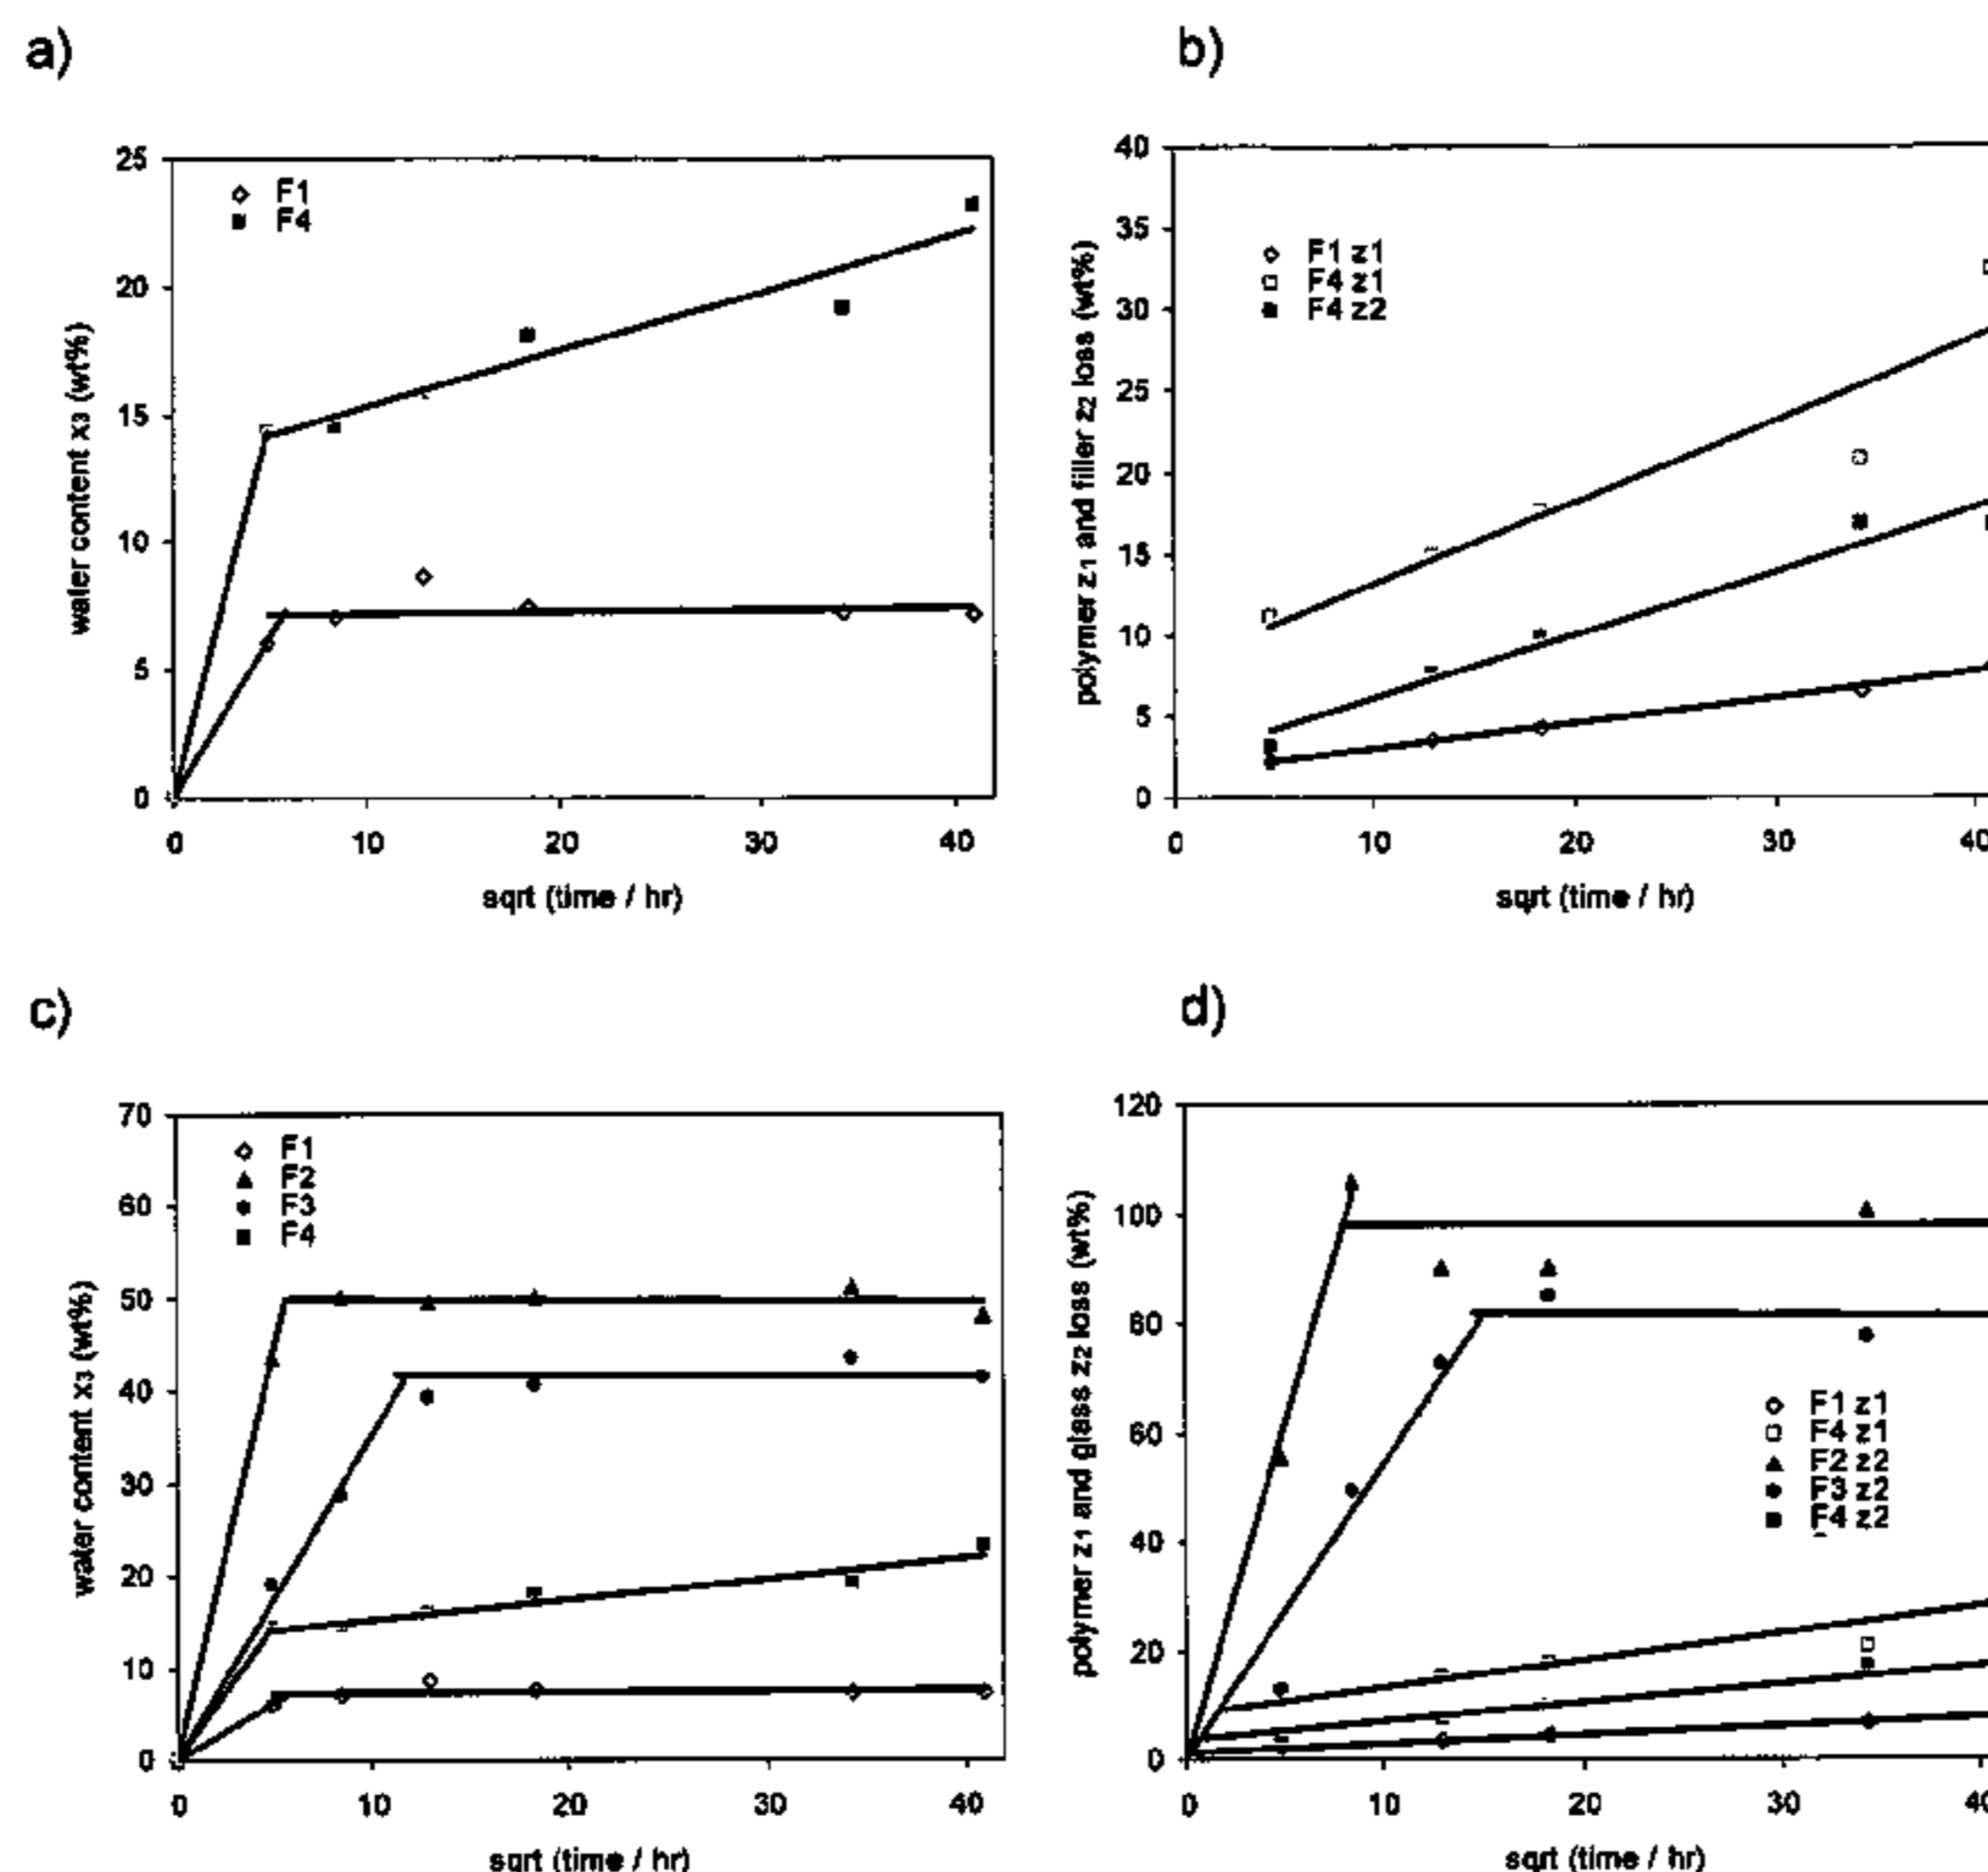 a)
25
20
15
10
5
0
water content x3 (wt%)
F1
F4
0 10 20 30 40
sqrt (time / hr)
b)
40
35
30
25
20
15
10
5
0
polymer z1 and filler z2 loss (wt%)
F1 z1
F4 z1
F4 z2
0 10 20 30 40
sqrt (time / hr)
c)
70
60
50
40
30
20
10
0
water content x3 (wt%)
F1
F2
F3
F4
0 10 20 30 40
sqrt (time / hr)
d)
120
100
80
60
40
20
0
polymer z1 and glass z2 loss (wt%)
F1 z1
F4 z1
F2 z2
F3 z2
F4 z2
0 10 20 30 40
sqrt (time / hr)